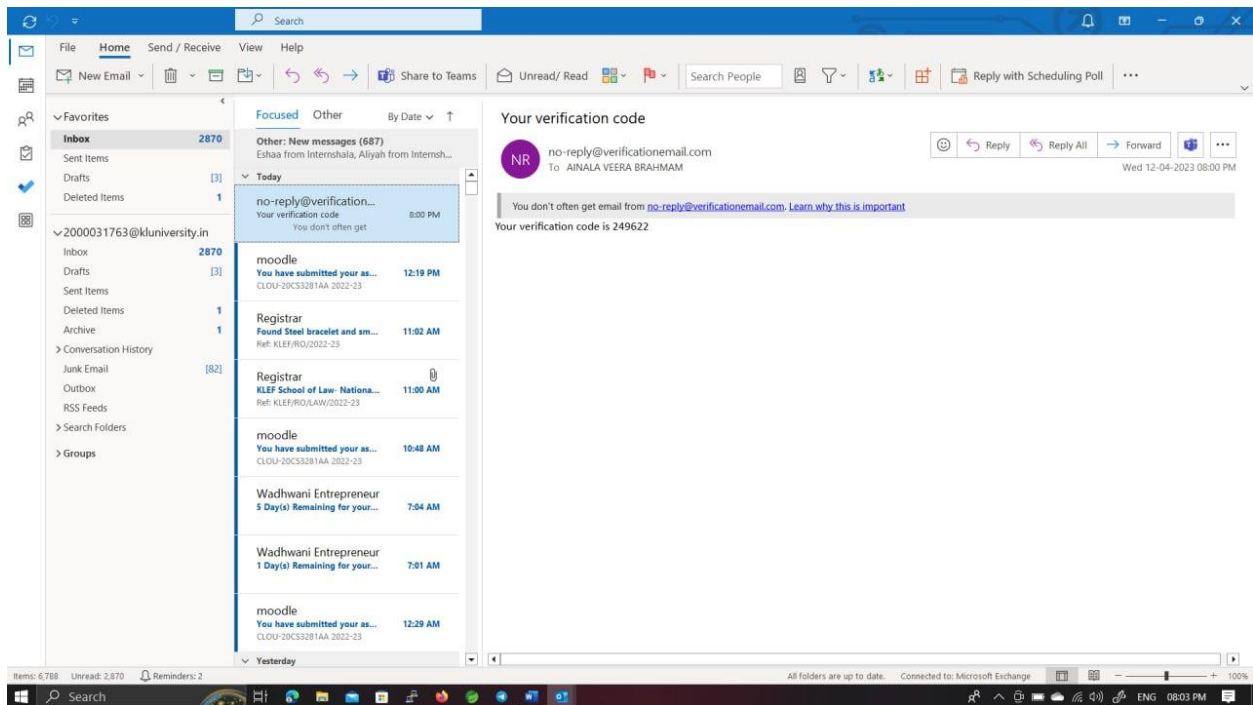 Search
File Home Send / Receive View Help
New Email Share to Teams Unread/ Read Search People Reply with Scheduling Poll
Favorites
Inbox 2870
Sent Items
Drafts [3]
Deleted Items 1
2000031763@kluniversity.in
Inbox 2870
Drafts [3]
Sent Items
Deleted Items 1
Archive 1
Conversation History
Junk Email [82]
Outbox
RSS Feeds
Search Folders
Groups
Focused Other By Date
Other: New messages (687)
Eshaa from Internshala, Aliyah from Internsh...
Today
no-reply@verification...
Your verification code 8:00 PM
You don't often get
moodle
You have submitted your as... 12:19 PM
CLOU-20CS3281AA 2022-23
Registrar
Found Steel bracelet and sm... 11:02 AM
Ref: KLEF/RO/2022-23
Registrar
KLEF School of Law- Nationa... 11:00 AM
Ref: KLEF/RO/LAW/2022-23
moodle
You have submitted your as... 10:48 AM
CLOU-20CS3281AA 2022-23
Wadhwani Entrepreneur
5 Day(s) Remaining for your... 7:04 AM
Wadhwani Entrepreneur
1 Day(s) Remaining for your... 7:01 AM
moodle
You have submitted your as... 12:29 AM
CLOU-20CS3281AA 2022-23
Yesterday
Your verification code
NR
no-reply@verificationemail.com
To AINALA VEERA BRAHMAM
Reply Reply All Forward
Wed 12-04-2023 08:00 PM
You don't often get email from no-reply@verificationemail.com. Learn why this is important
Your verification code is 249622
Items: 6,788 Unread: 2,870 Reminders: 2
All folders are up to date. Connected to: Microsoft Exchange 100%
Search
ENG 08:03 PM